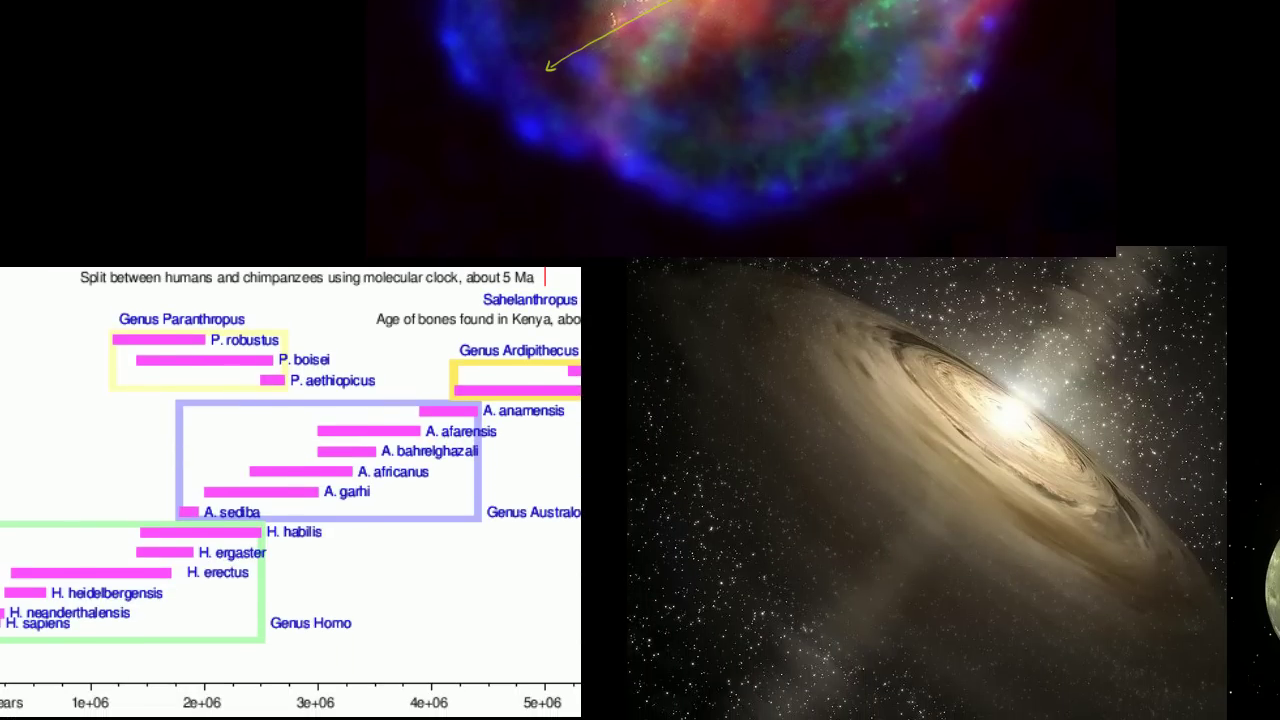 Split between humans and chimpanzees using molecular clock, about 5 Ma
Sahelanthropus
Genus Paranthropus
Age of bones found in Kenya, abo
P. robustus
Genus Ardipithecus
P. boisei
P. aethiopicus
A. anamensis
A. afarensis
A. bahrelghazali
A. africanus
A. garhi
A. sediba
Genus Australo
H. habilis
H. ergaster
H. erectus
H. heidelbergensis
H. neanderthalensis
H. sapiens
Genus Homo
ears 1e+06 2e+06 3e+06 4e+06 5e+06